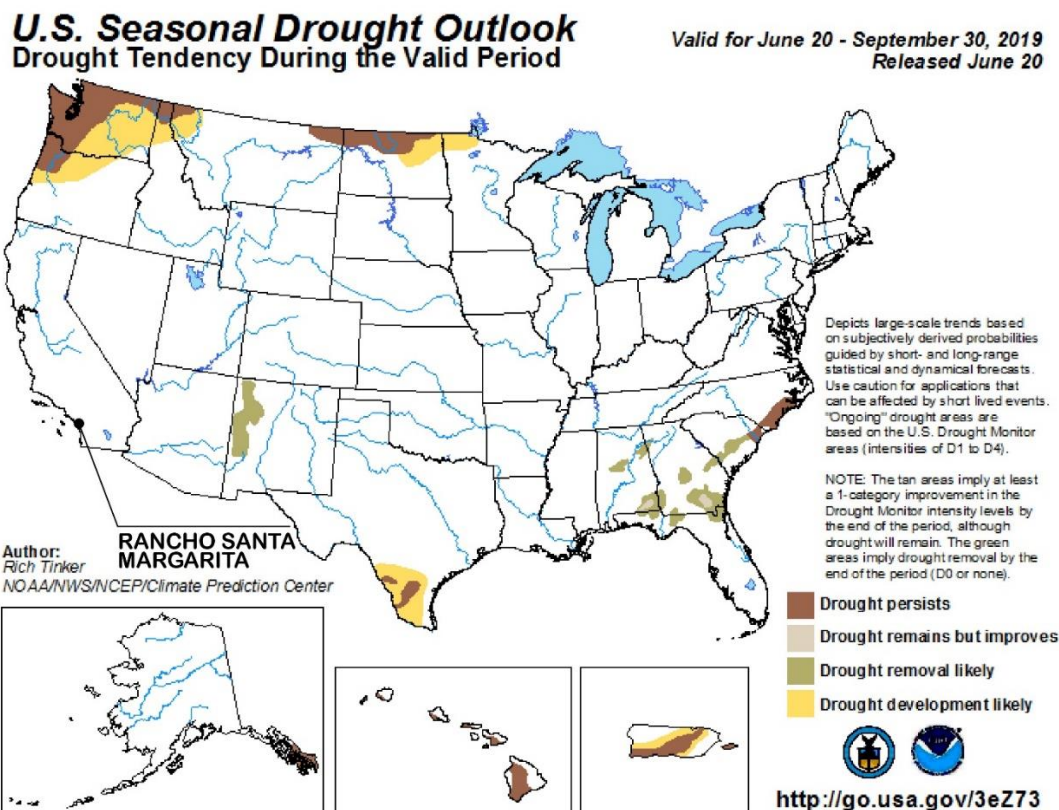 U.S. Seasonal Drought Outlook
Drought Tendency During the Valid Period
Valid for June 20 - September 30, 2019
Released June 20
Depicts large-scale trends based
on subjectively derived probabilities
guided by short- and long-range
statistical and dynamical forecasts.
Use caution for applications that
can be affected by short lived events.
"Ongoing" drought areas are
based on the U.S. Drought Monitor
areas (intensities of D1 to D4).
NOTE: The tan areas imply at least
a 1-category improvement in the
Drought Monitor intensity levels by
the end of the period, although
drought will remain. The green
areas imply drought removal by the
end of the period (D0 or none).
RANCHO SANTA
MARGARITA
Author:
Rich Tinker
NOAA/NWS/NCEP/Climate Prediction Center
Drought persists
Drought remains but improves
Drought removal likely
Drought development likely
http://go.usa.gov/3eZ73